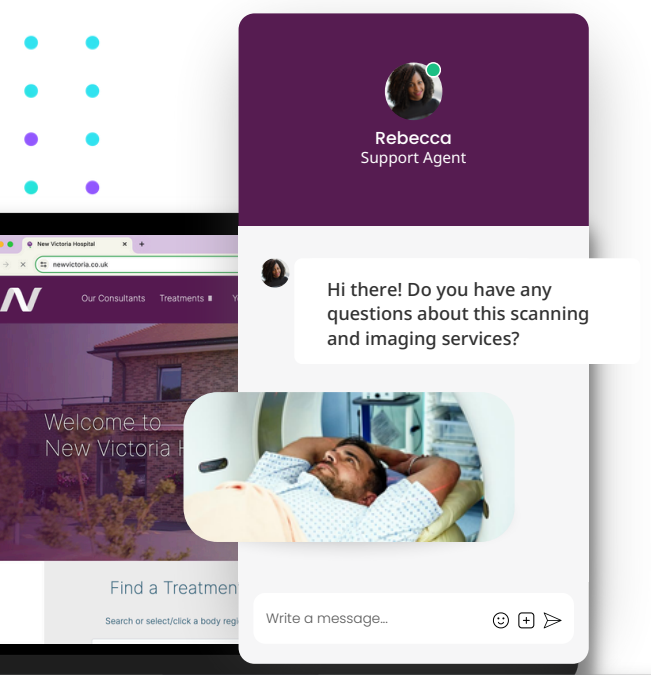 Rebecca
Support Agent
New Victoria Hospital
newvictoria.co.uk
Our Consultants Treatments
Hi there! Do you have any
questions about this scanning
and imaging services?
Welcome to
New Victoria
Find a Treatment
Search or select/click a body
Write a message...